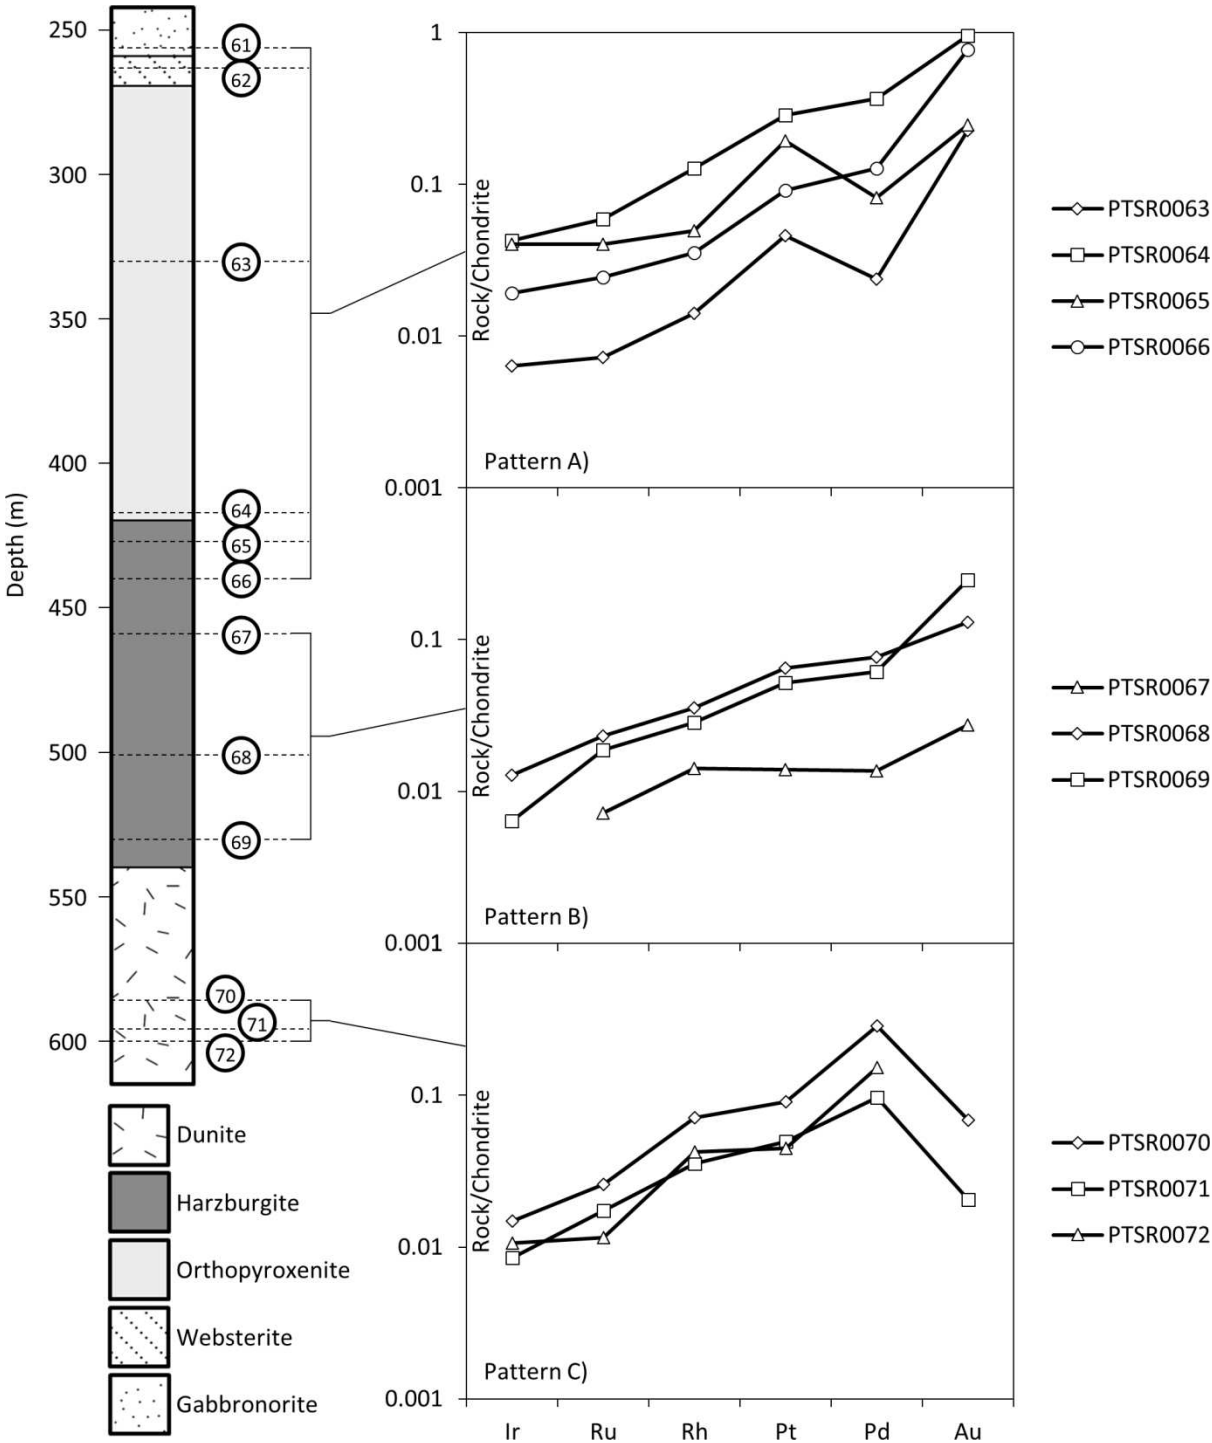 Depth (m)
250
300
350
400
450
500
550
600
61
62
63
64
65
66
67
68
69
70
71
72
Dunite
Harzburgite
Orthopyroxenite
Websterite
Gabbronorite
1
0.1
0.01
0.001
Rock/Chondrite
Pattern A)
PTSR0063
PTSR0064
PTSR0065
PTSR0066
0.1
0.01
0.001
Rock/Chondrite
Pattern B)
PTSR0067
PTSR0068
PTSR0069
0.1
0.01
0.001
Rock/Chondrite
Pattern C)
PTSR0070
PTSR0071
PTSR0072
Ir Ru Rh Pt Pd Au